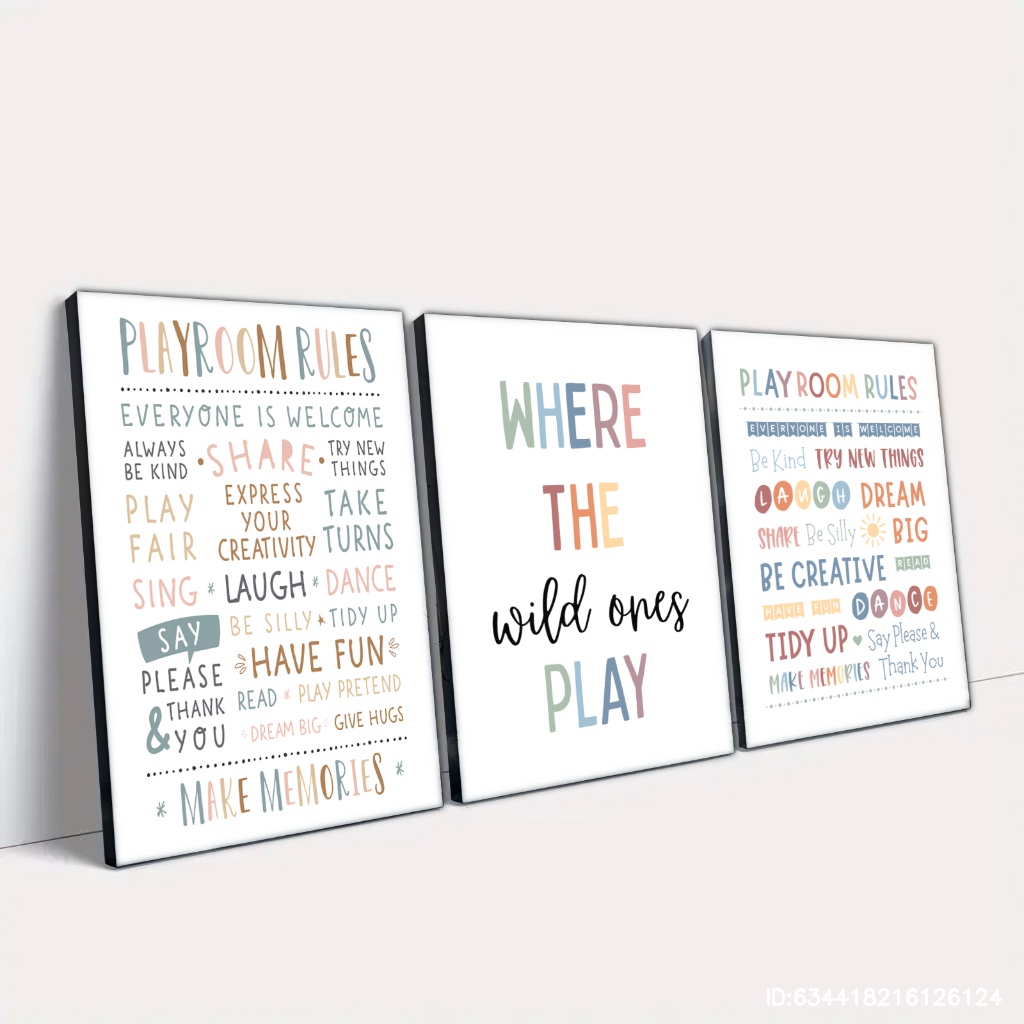 PLAYROOM RULES
EVERYONE IS WELCOME
ALWAYS
BE KIND
•SHARE•
TRY NEW
THINGS
PLAY
FAIR
EXPRESS
YOUR
CREATIVITY
TAKE
TURNS
SING * LAUGH * DANCE
SAY
PLEASE
& THANK
YOU
BE SILLY ★ TIDY UP
HAVE FUN
READ * PLAY PRETEND
DREAM BIG GIVE HUGS
* MAKE MEMORIES *
WHERE
THE
wild ones
PLAY
PLAY ROOM RULES
EVERYONE IS WELCOME
Be Kind TRY NEW THINGS
LAUGH DREAM
SHARE Be Silly BIG
BE CREATIVE READ
HAVE FUN DANCE
TIDY UP ♥ Say Please &
MAKE MEMORIES Thank You
ID:634418216126124